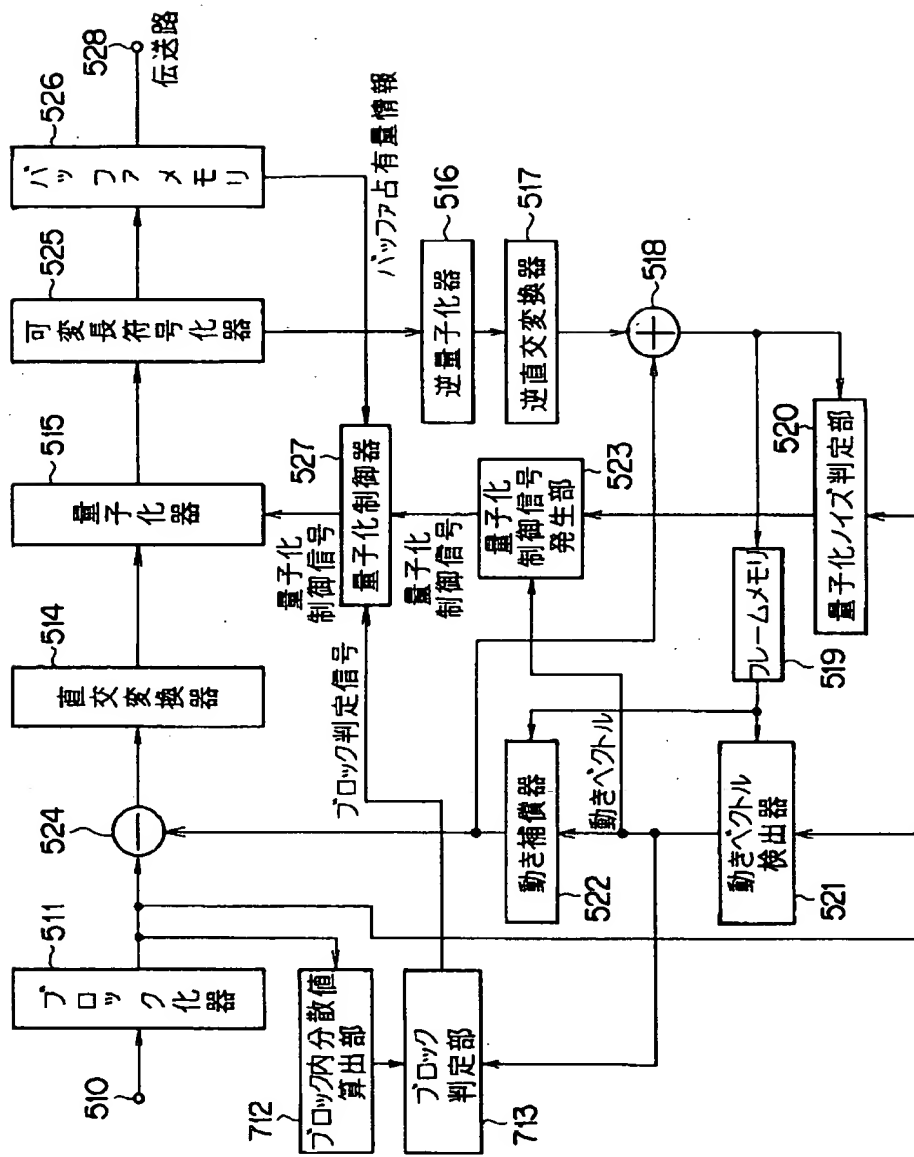 510
ブロック化器
511
524
直交変換器
514
量子化器
515
可変長符号化器
525
バッファメモリ
526
528
伝送路
ブロック内分散値
算出部
712
ブロック
判定部
713
ブロック判定信号
量子化
制御信号
量子化制御器
527
バッファ占有量情報
量子化
制御信号
量子化
制御信号
発生部
523
逆量子化器
516
逆直交変換器
517
518
動き補償器
522
動きベクトル
動きベクトル
検出器
521
フレームメモリ
519
量子化ノイズ判定部
520